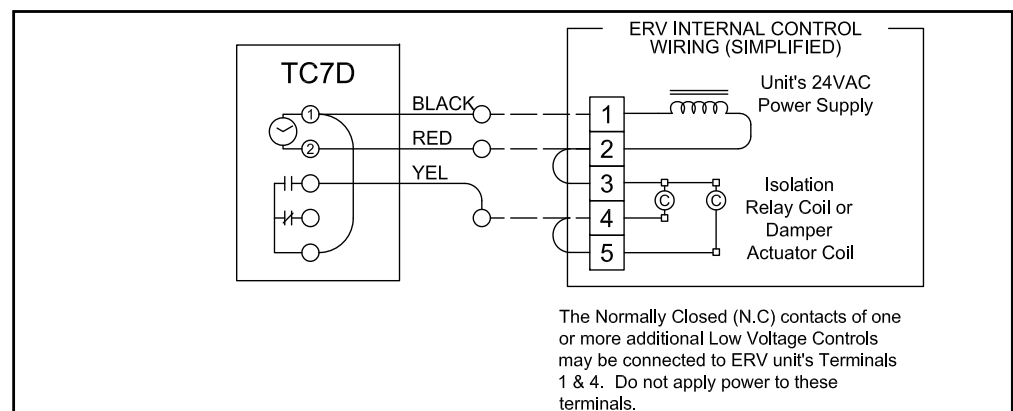 ERV INTERNAL CONTROL
WIRING (SIMPLIFIED)
TC7D
Unit's 24VAC
Power Supply
1
BLACK
1
2
RED
2
YEL
3
4
5
C
C
Isolation
Relay Coil or
Damper
Actuator Coil
The Normally Closed (N.C) contacts of one
or more additional Low Voltage Controls
may be connected to ERV unit's Terminals
1 & 4. Do not apply power to these
terminals.